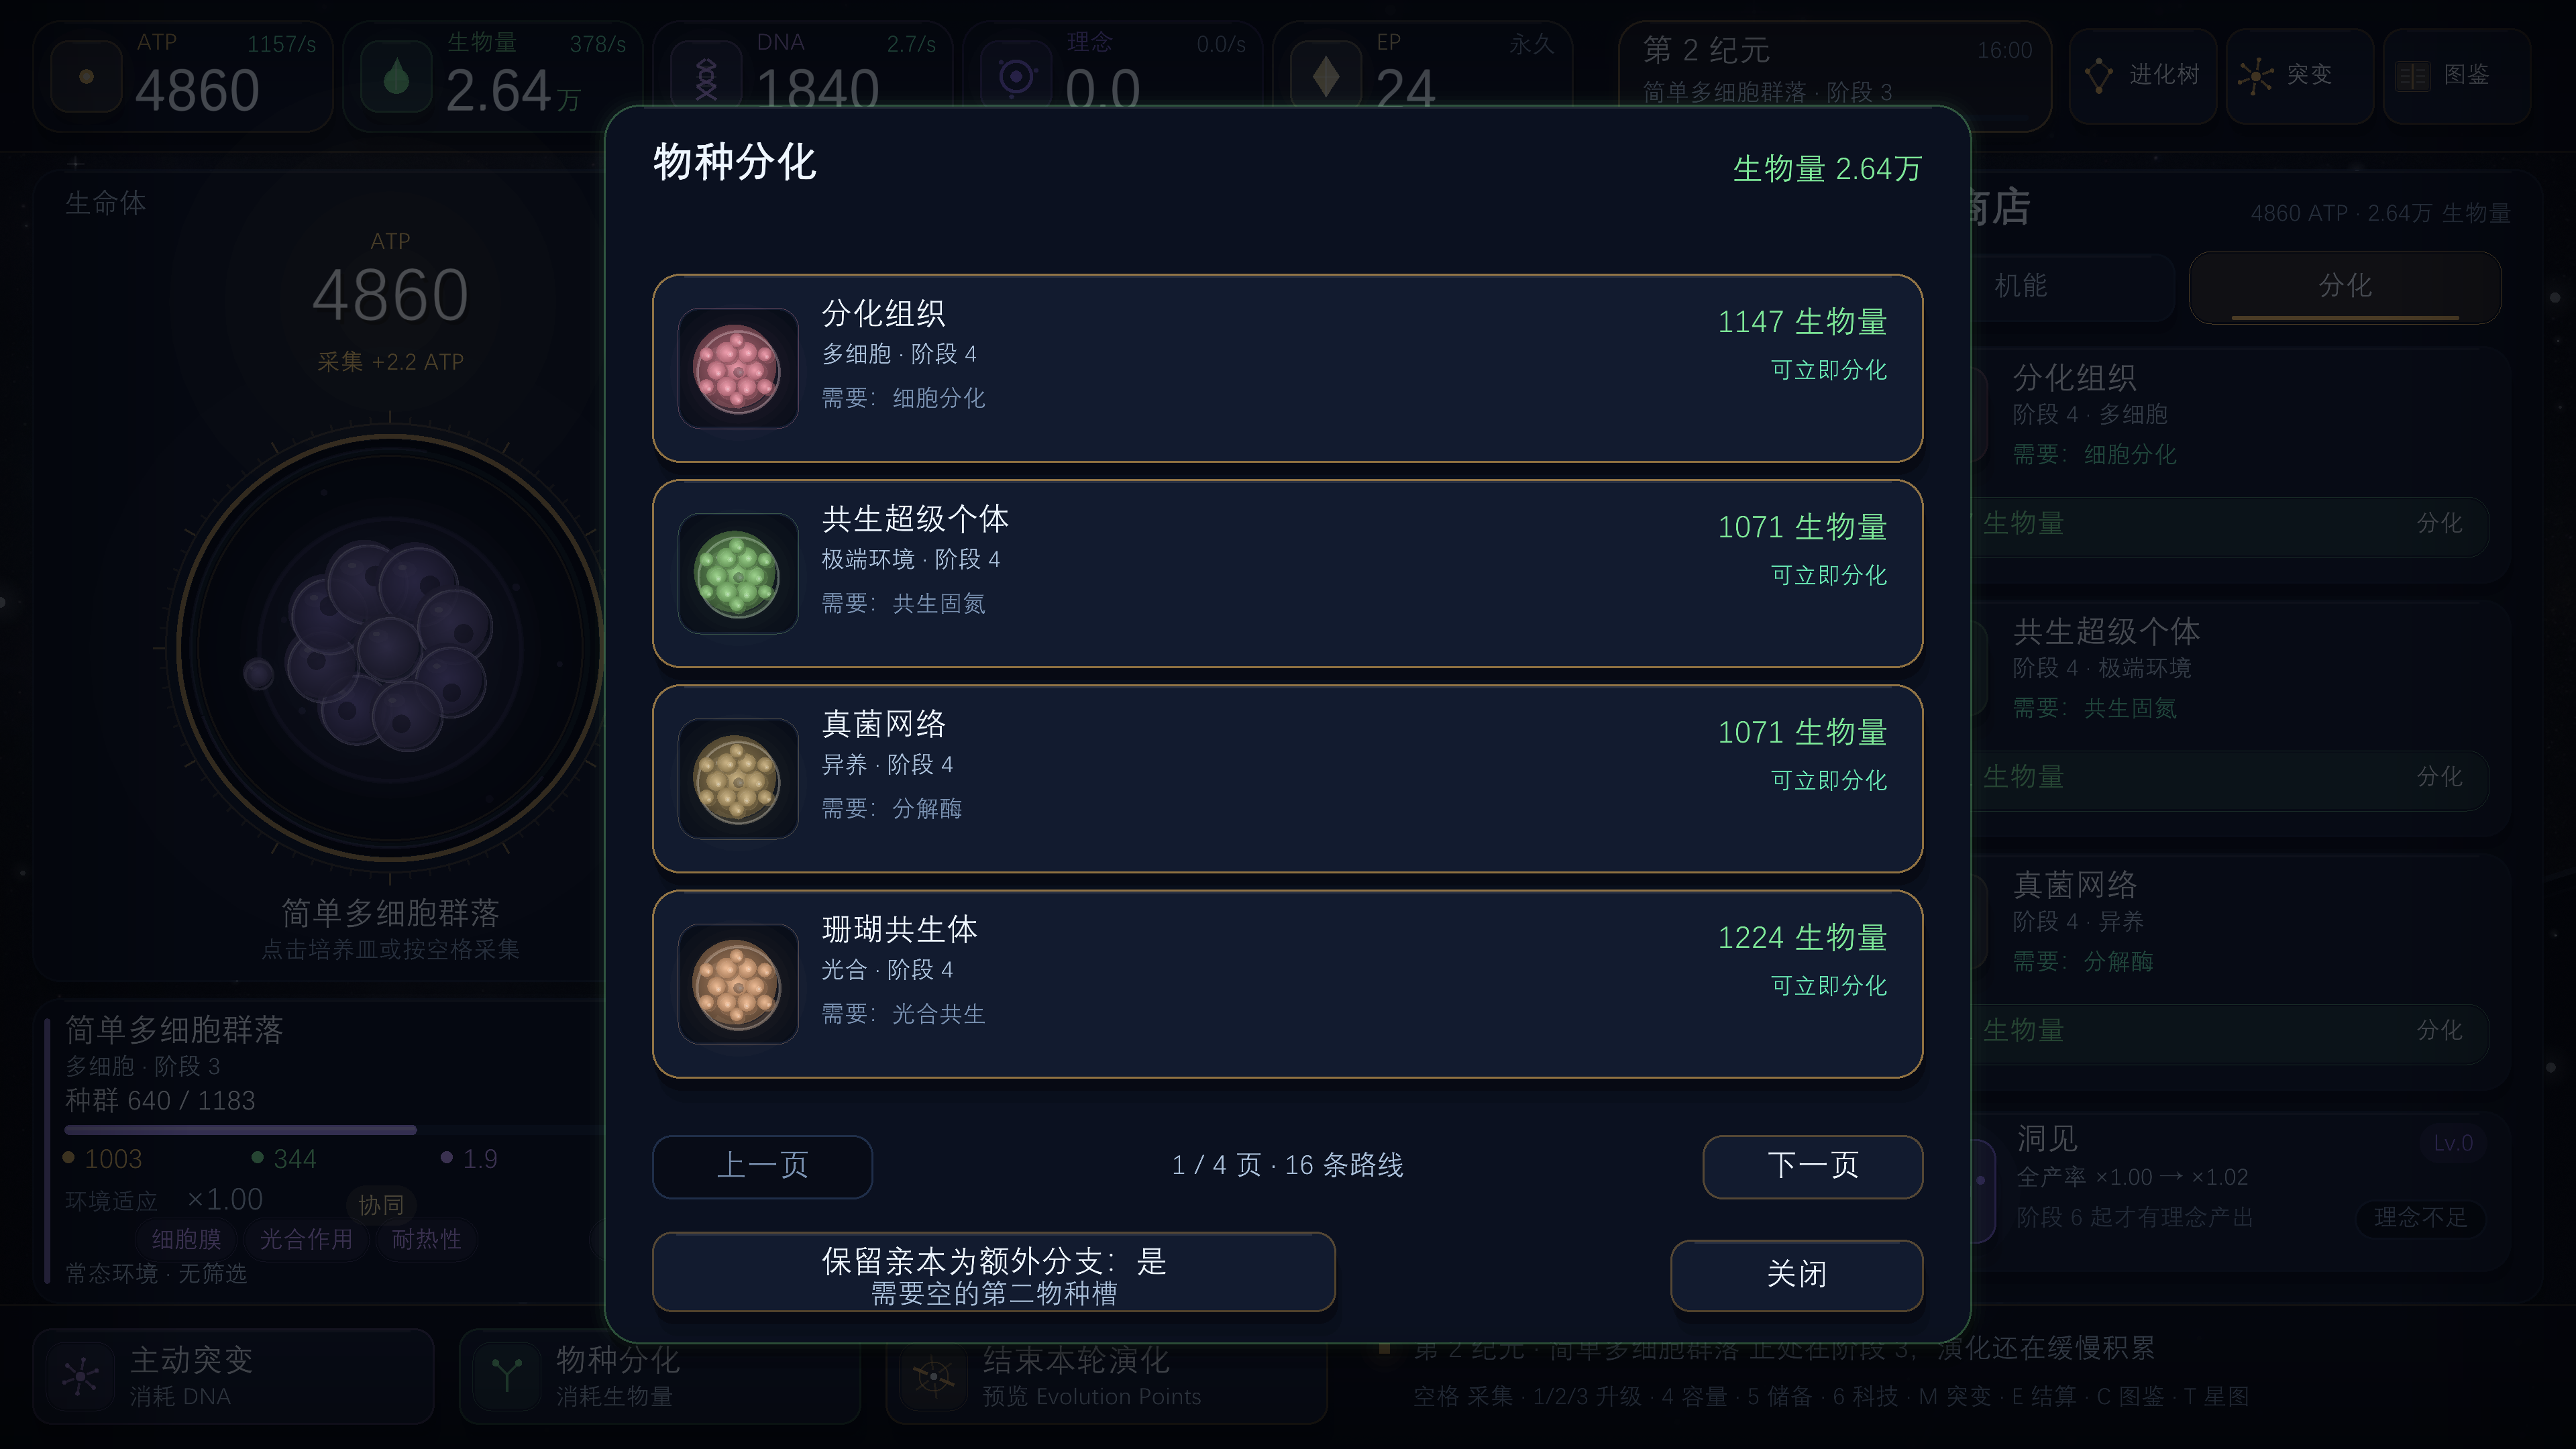 ATP 1157/s
4860
生物量 378/s
2.64万
DNA 2.7/s
1840
理念 0.0/s
0.0
EP 永久
24
第 2 纪元 16:00
简单多细胞群落 · 阶段 3
进化树
突变
图鉴
生命体
ATP
4860
采集 +2.2 ATP
简单多细胞群落
点击培养皿或按空格采集
简单多细胞群落
多细胞 · 阶段 3
种群 640 / 1183
1003 344 1.9
环境适应 ×1.00 协同
细胞膜 光合作用 耐热性
常态环境 · 无筛选
物种分化
生物量 2.64万
分化组织
多细胞 · 阶段 4
需要：细胞分化
1147 生物量
可立即分化
共生超级个体
极端环境 · 阶段 4
需要：共生固氮
1071 生物量
可立即分化
真菌网络
异养 · 阶段 4
需要：分解酶
1071 生物量
可立即分化
珊瑚共生体
光合 · 阶段 4
需要：光合共生
1224 生物量
可立即分化
上一页
1 / 4 页 · 16 条路线
下一页
保留亲本为额外分支：是
需要空的第二物种槽
关闭
商店
4860 ATP · 2.64万 生物量
机能
分化
分化组织
阶段 4 · 多细胞
需要：细胞分化
生物量 分化
共生超级个体
阶段 4 · 极端环境
需要：共生固氮
生物量 分化
真菌网络
阶段 4 · 异养
需要：分解酶
生物量 分化
洞见 Lv.0
全产率 ×1.00 → ×1.02
阶段 6 起才有理念产出 理念不足
主动突变
消耗 DNA
物种分化
消耗生物量
结束本轮演化
预览 Evolution Points
第 2 纪元 · 简单多细胞群落 正处在阶段 3，演化还在缓慢积累
空格 采集 · 1/2/3 升级 · 4 容量 · 5 储备 · 6 科技 · M 突变 · E 结算 · C 图鉴 · T 星图